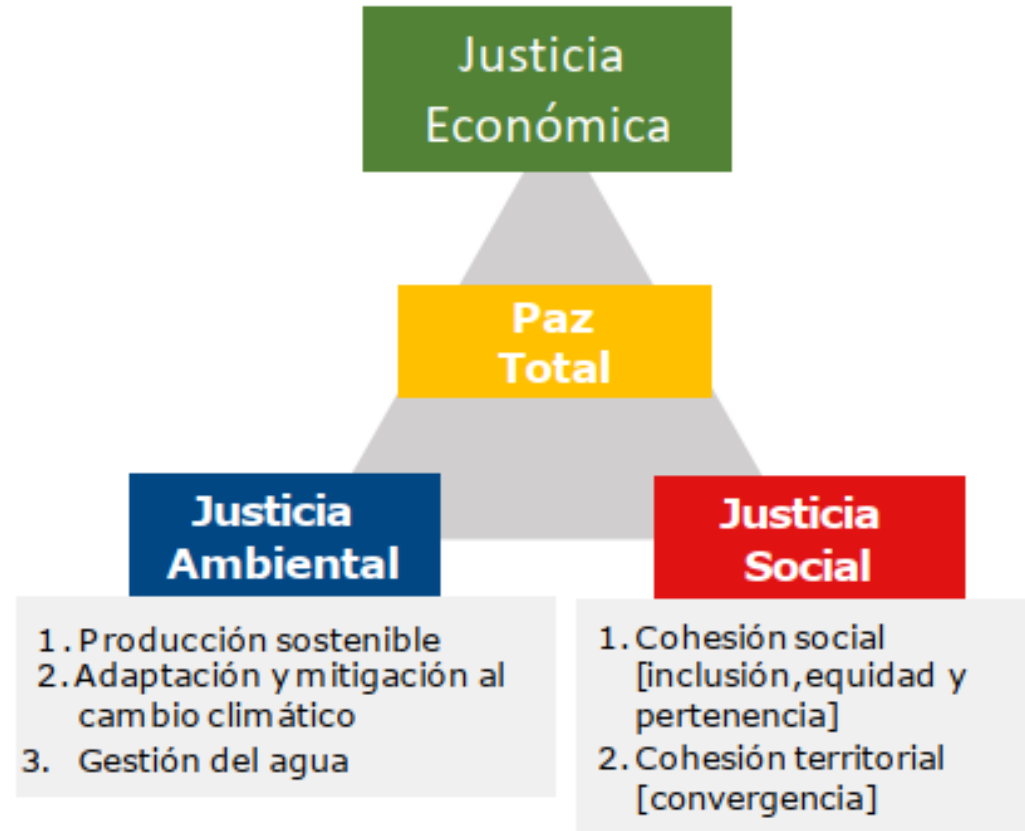 Justicia
Económica
Paz
Total
Justicia
Ambiental
1. Producción sostenible
2. Adaptación y mitigación al
cambio climático
3. Gestión del agua
Justicia
Social
1. Cohesión social
[inclusión, equidad y
pertenencia]
2. Cohesión territorial
[convergencia]